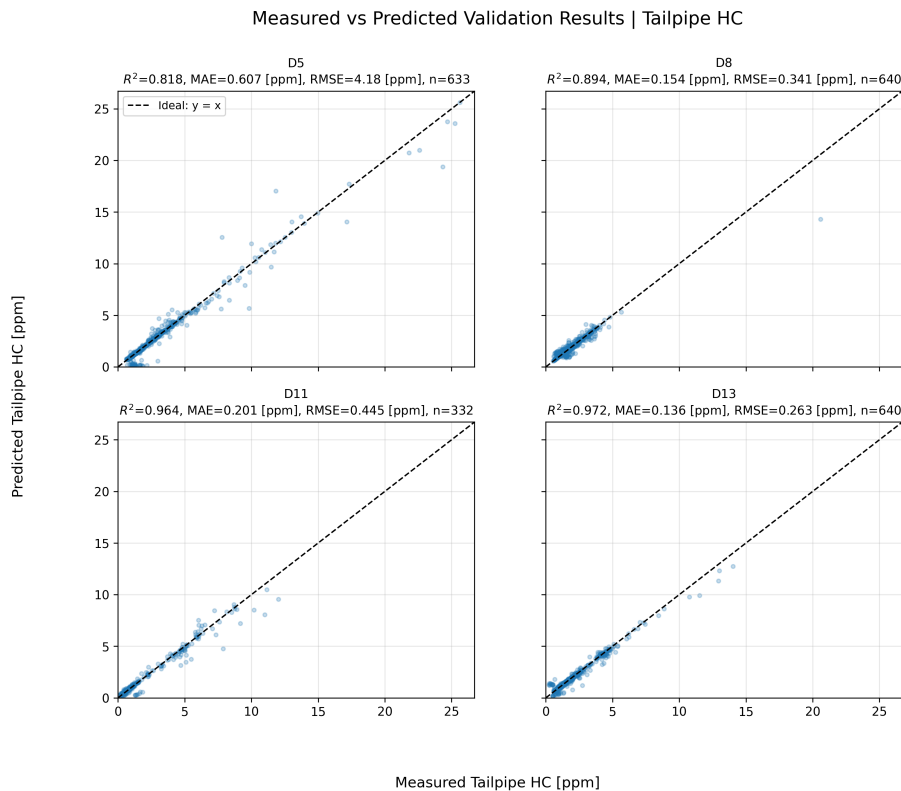 Measured vs Predicted Validation Results | Tailpipe HC
D5
R²=0.818, MAE=0.607 [ppm], RMSE=4.18 [ppm], n=633
D8
R²=0.894, MAE=0.154 [ppm], RMSE=0.341 [ppm], n=640
Ideal: y = x
25
20
15
10
5
0
D11
R²=0.964, MAE=0.201 [ppm], RMSE=0.445 [ppm], n=332
D13
R²=0.972, MAE=0.136 [ppm], RMSE=0.263 [ppm], n=640
25
20
15
10
5
0
0 5 10 15 20 25
0 5 10 15 20 25
Predicted Tailpipe HC [ppm]
Measured Tailpipe HC [ppm]